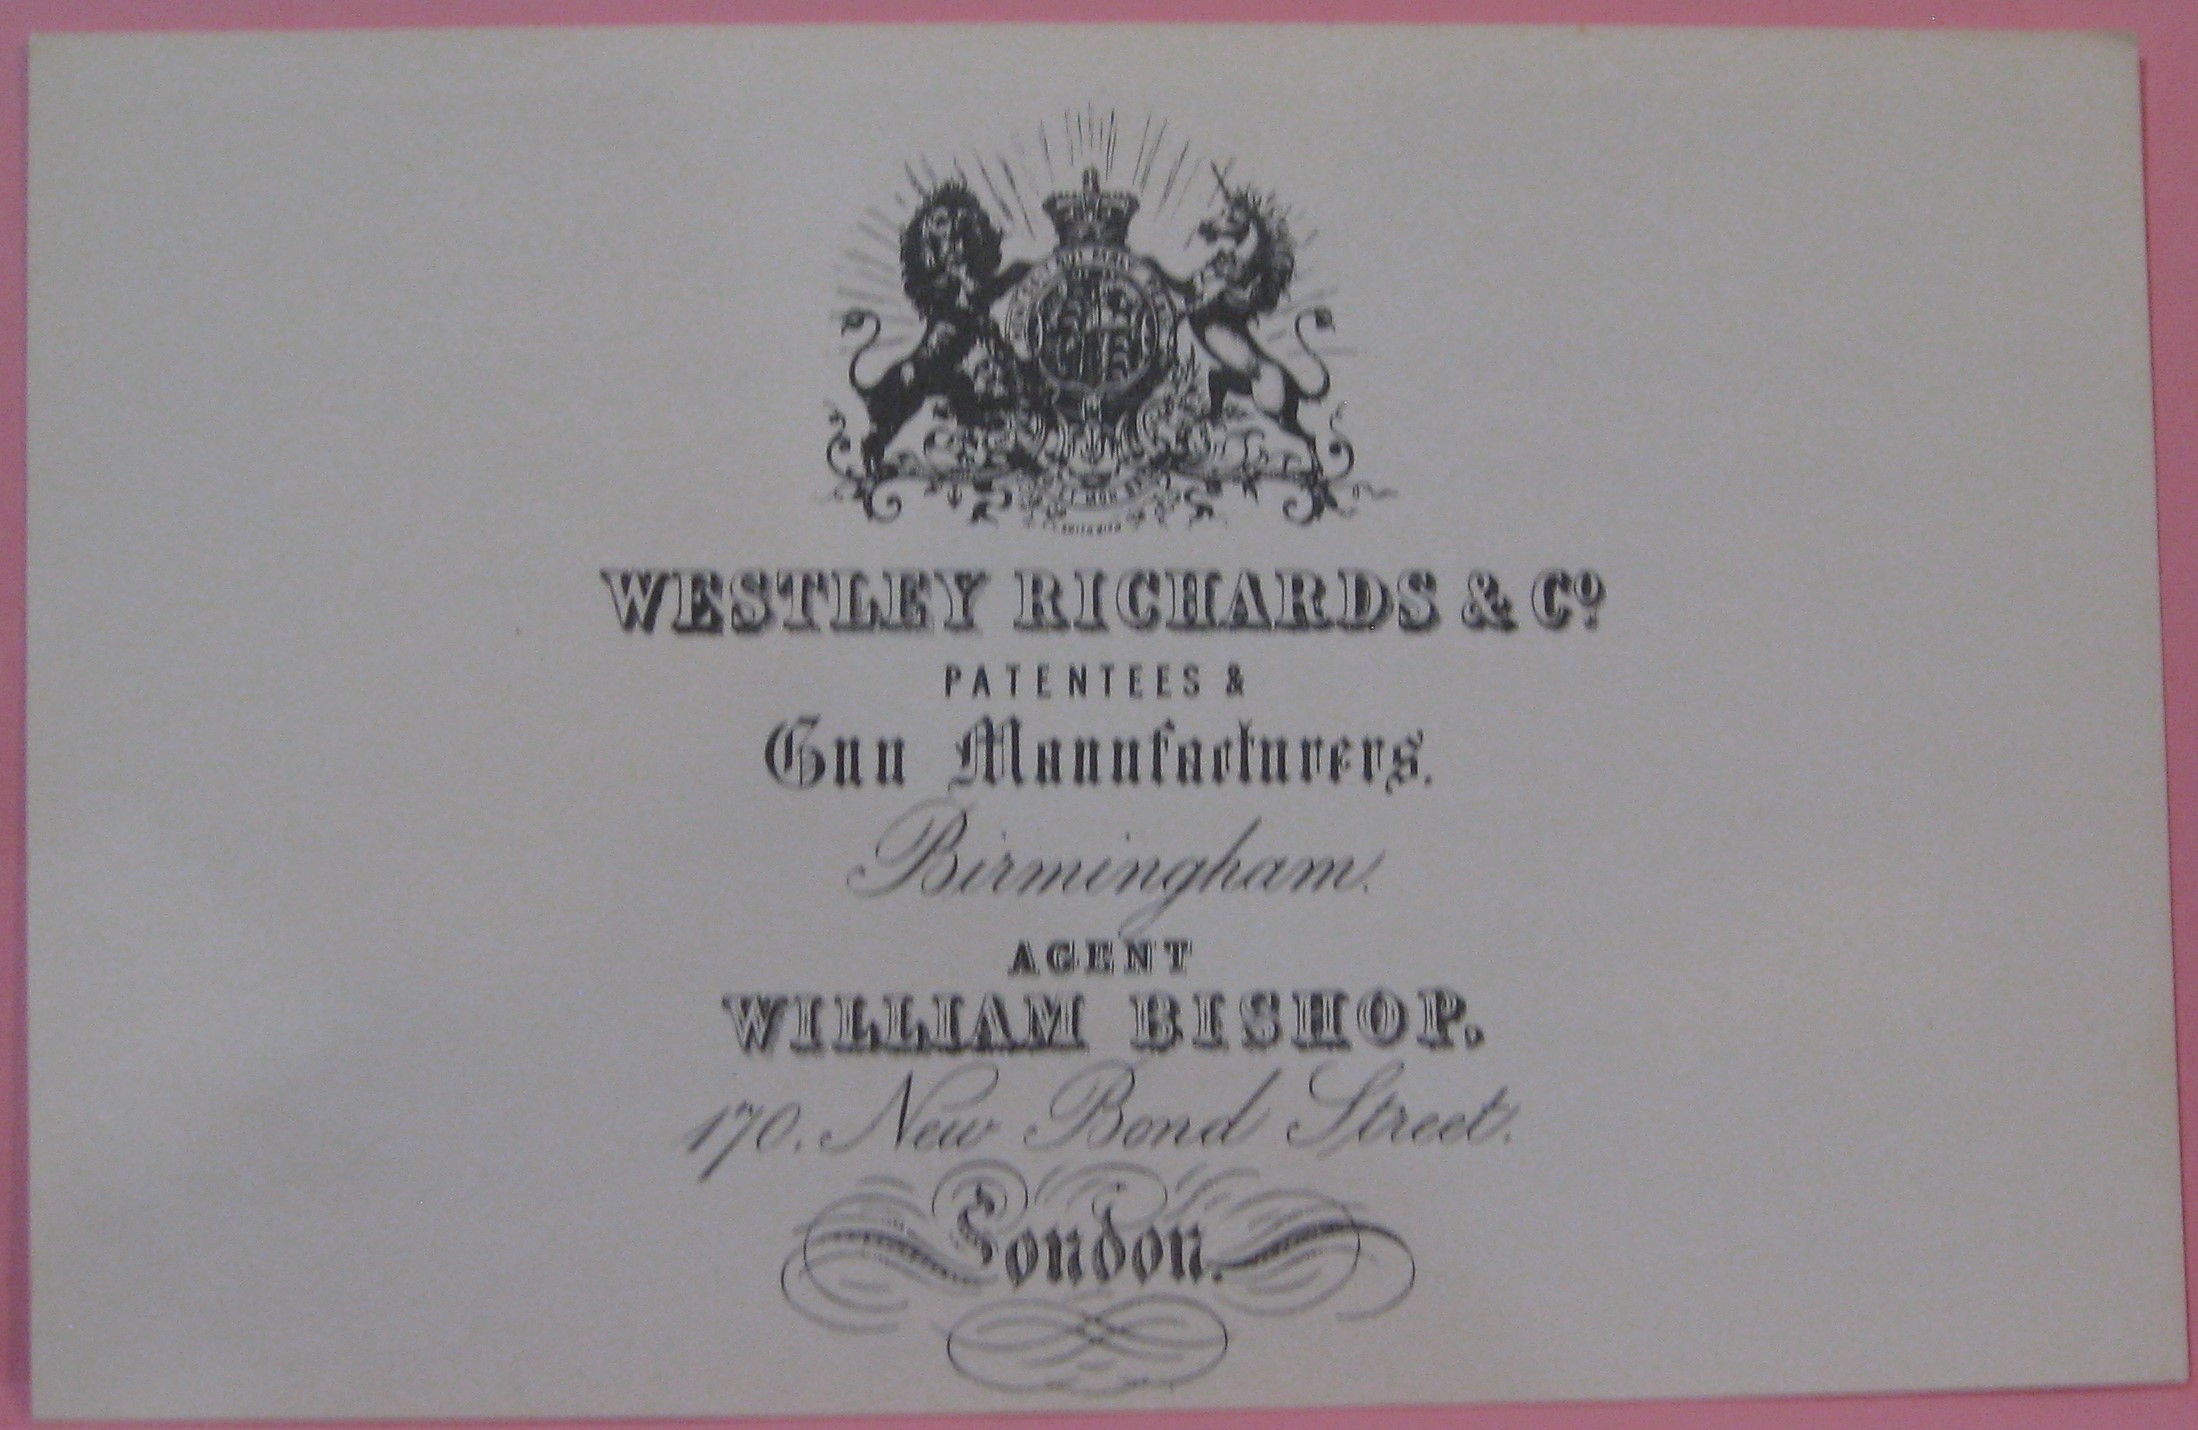 WESTLEY RICHARDS & Cº
PATENTEES &
Gun Manufacturers.
Birmingham.
AGENT
WILLIAM BISHOP.
170. New Bond Street.
London.